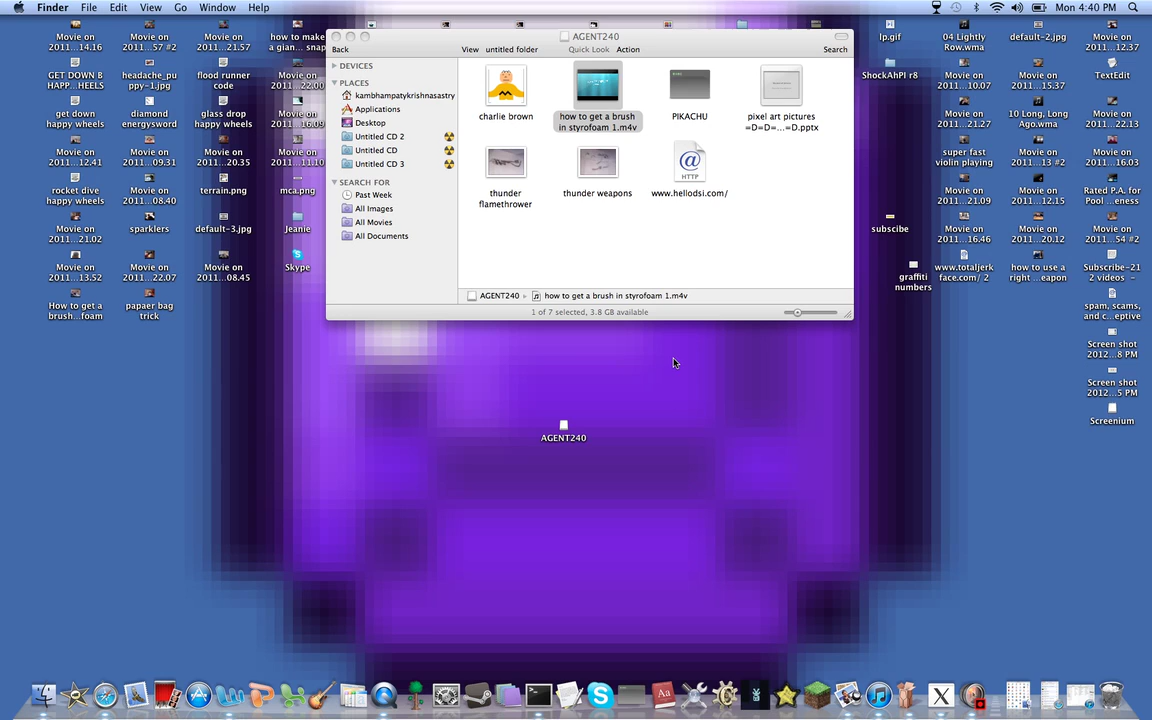 Finder File Edit View Go Window Help
Mon 4:40 PM
AGENT240
Back
View untitled folder Quick Look Action
Search
DEVICES
PLACES
kambhampatykrishnasastry
Applications
Desktop
Untitled CD 2
Untitled CD
Untitled CD 3
SEARCH FOR
Past Week
All Images
All Movies
All Documents
charlie brown
how to get a brush
in styrofoam 1.m4v
PIKACHU
pixel art pictures
=D=D=...=D.pptx
thunder
flamethrower
thunder weapons
HTTP
www.hellodsi.com/
AGENT240
how to get a brush in styrofoam 1.m4v
1 of 7 selected, 3.8 GB available
Movie on
2011...14.16
Movie on
2011...57 #2
Movie on
2011...21.57
how to make
a gian... snap
GET DOWN B
HAPP...HEELS
headache_pu
ppy-1.jpg
flood runner
code
Movie on
2011...22.00
get down
happy wheels
diamond
energysword
glass drop
happy wheels
Movie on
2011...16.09
Movie on
2011...12.41
Movie on
2011...09.31
Movie on
2011...20.35
Movie on
2011...11.10
rocket dive
happy wheels
Movie on
2011...08.40
terrain.png
mca.png
Movie on
2011...21.02
sparklers
default-3.jpg
Jeanie
Movie on
2011...13.52
Movie on
2011...22.07
Movie on
2011...08.45
Skype
How to get a
brush...foam
papaer bag
trick
lp.gif
04 Lightly
Row.wma
default-2.jpg
Movie on
2011...12.37
ShockAhPI r8
Movie on
2011...10.07
Movie on
2011...13.07
TextEdit
Movie on
2011...21.27
10 Long, Long
Ago.wma
Movie on
2011...22.13
super fast
violin playing
Movie on
2011...13 #2
Movie on
2011...16.03
Movie on
2011...21.09
Movie on
2011...12.15
Rated P.A. for
Pool ...eness
subscibe
Movie on
2011...16.46
Movie on
2011...20.12
Movie on
2011...54 #2
graffiti
numbers
www.totaljerk
face.com/ 2
how to use a
right ...eapon
Subscribe-21
2 videos -
spam, scams,
and c...eptive
Screen shot
2012...8 PM
Screen shot
2012...5 PM
Screenium
AGENT240